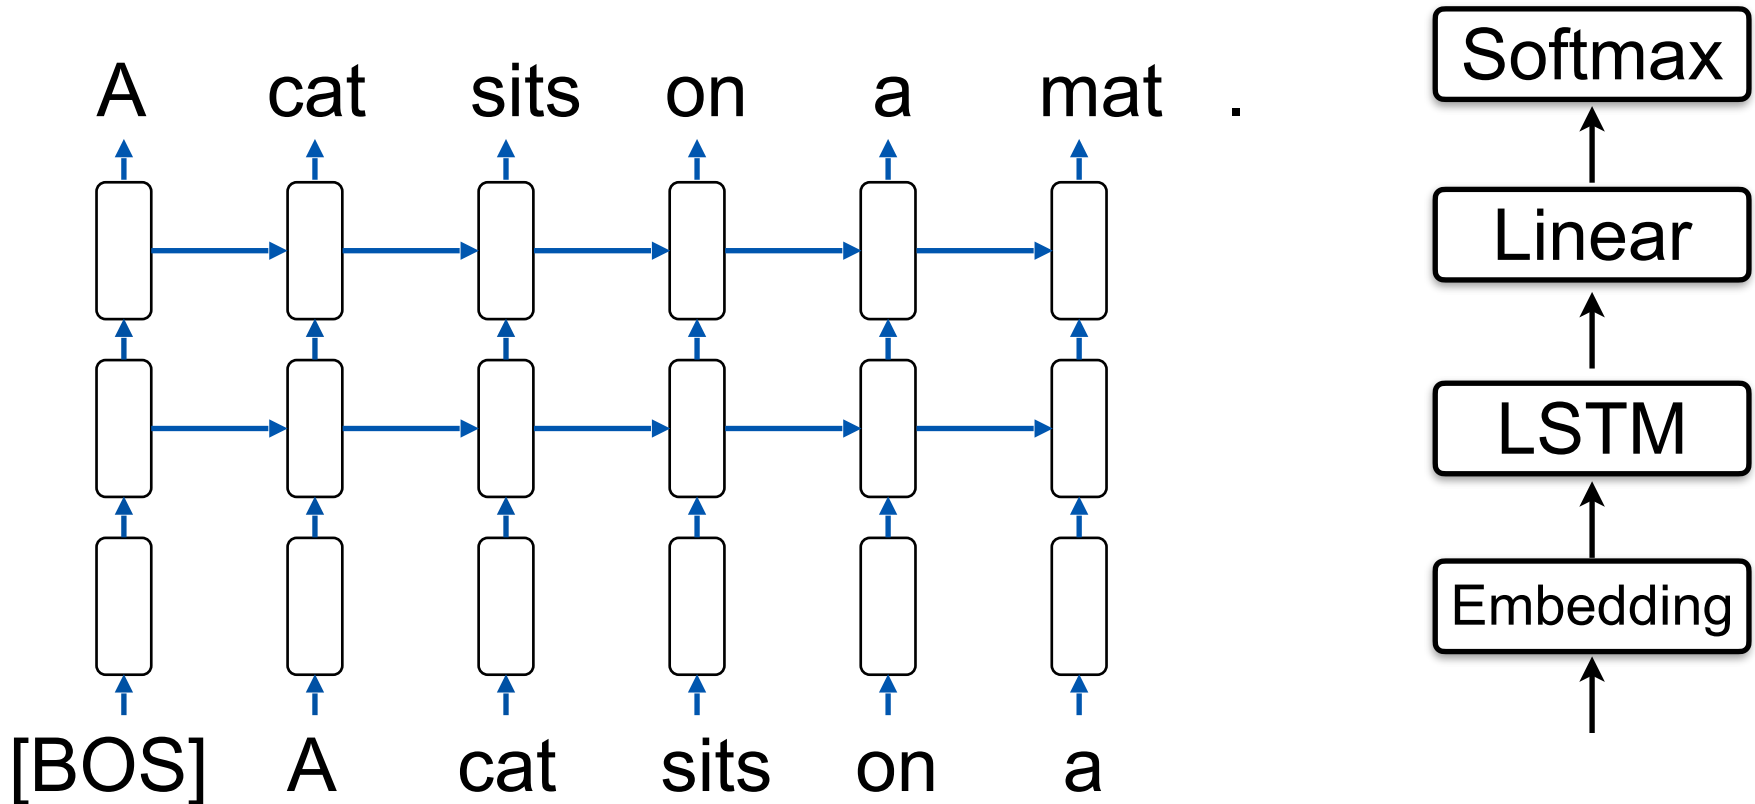 A cat sits on a mat .
[BOS] A cat sits on a
Softmax
Linear
LSTM
Embedding